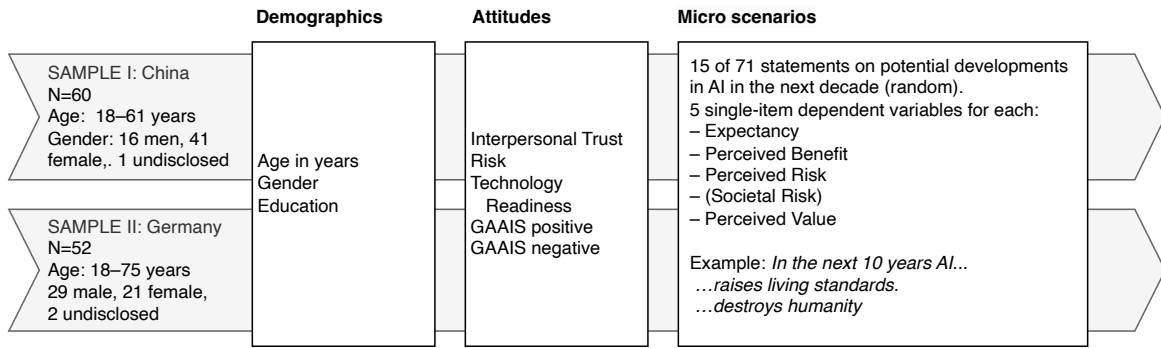 Demographics
Attitudes
Micro scenarios
SAMPLE I: China
N=60
Age:  18–61 years
Gender: 16 men, 41
female,. 1 undisclosed
SAMPLE II: Germany
N=52
Age: 18–75 years
29 male, 21 female,
2 undisclosed
Age in years
Gender
Education
Interpersonal Trust
Risk
Technology
Readiness
GAAIS positive
GAAIS negative
15 of 71 statements on potential developments
in AI in the next decade (random).
5 single-item dependent variables for each:
– Expectancy
– Perceived Benefit
– Perceived Risk
– (Societal Risk)
– Perceived Value
Example: In the next 10 years AI...
…raises living standards.
…destroys humanity